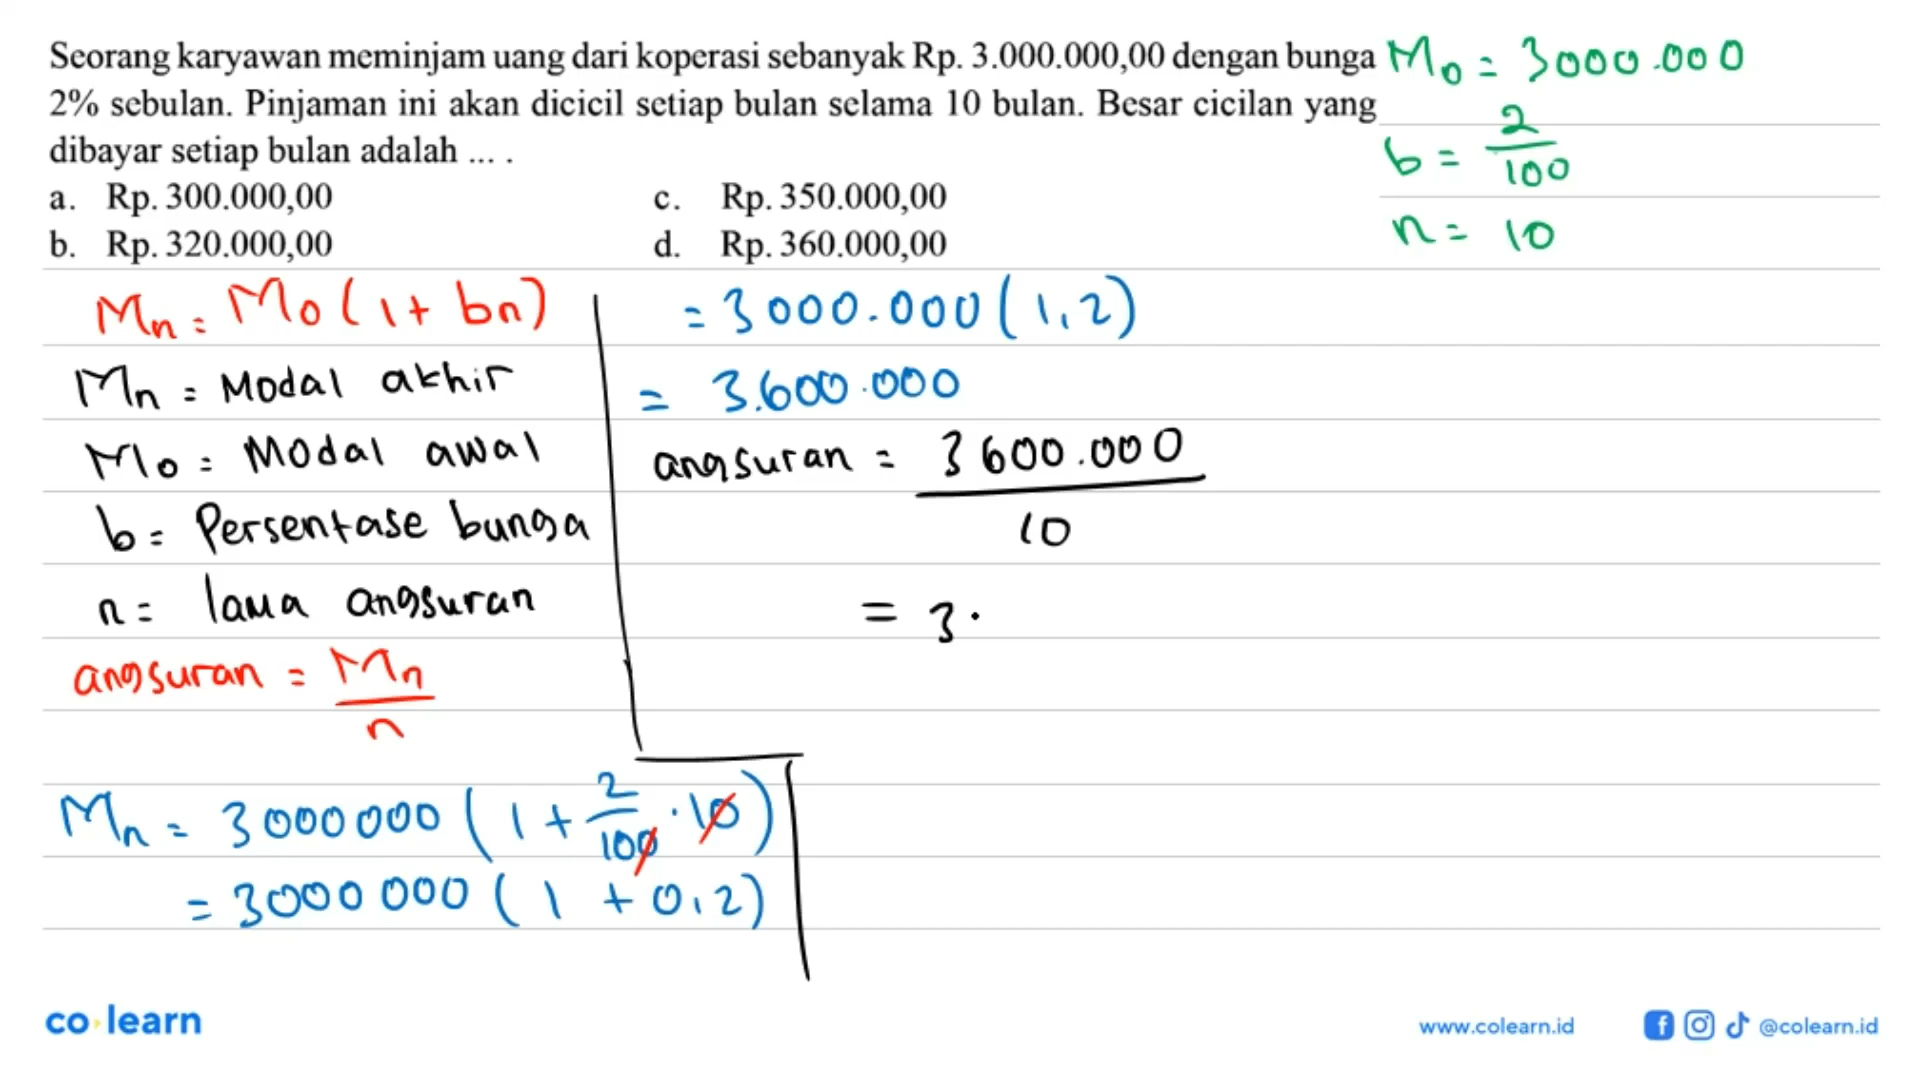 Seorang karyawan meminjam uang dari koperasi sebanyak Rp. 3.000.000,00 dengan bunga
2% sebulan. Pinjaman ini akan dicicil setiap bulan selama 10 bulan. Besar cicilan yang
dibayar setiap bulan adalah ... .
a. Rp. 300.000,00
b. Rp. 320.000,00
c. Rp. 350.000,00
d. Rp. 360.000,00
M0 = 3000.000
b = 2/100
n = 10
Mn = M0 (1 + bn)
Mn = Modal akhir
M0 = Modal awal
b = Persentase bunga
n = lama angsuran
angsuran = Mn/n
Mn = 3000000 (1 + 2/100 . 10)
= 3000 000 (1 + 0,2)
= 3000.000 (1,2)
= 3.600.000
angsuran = 3600.000/10
= 3.
co learn
www.colearn.id
@colearn.id